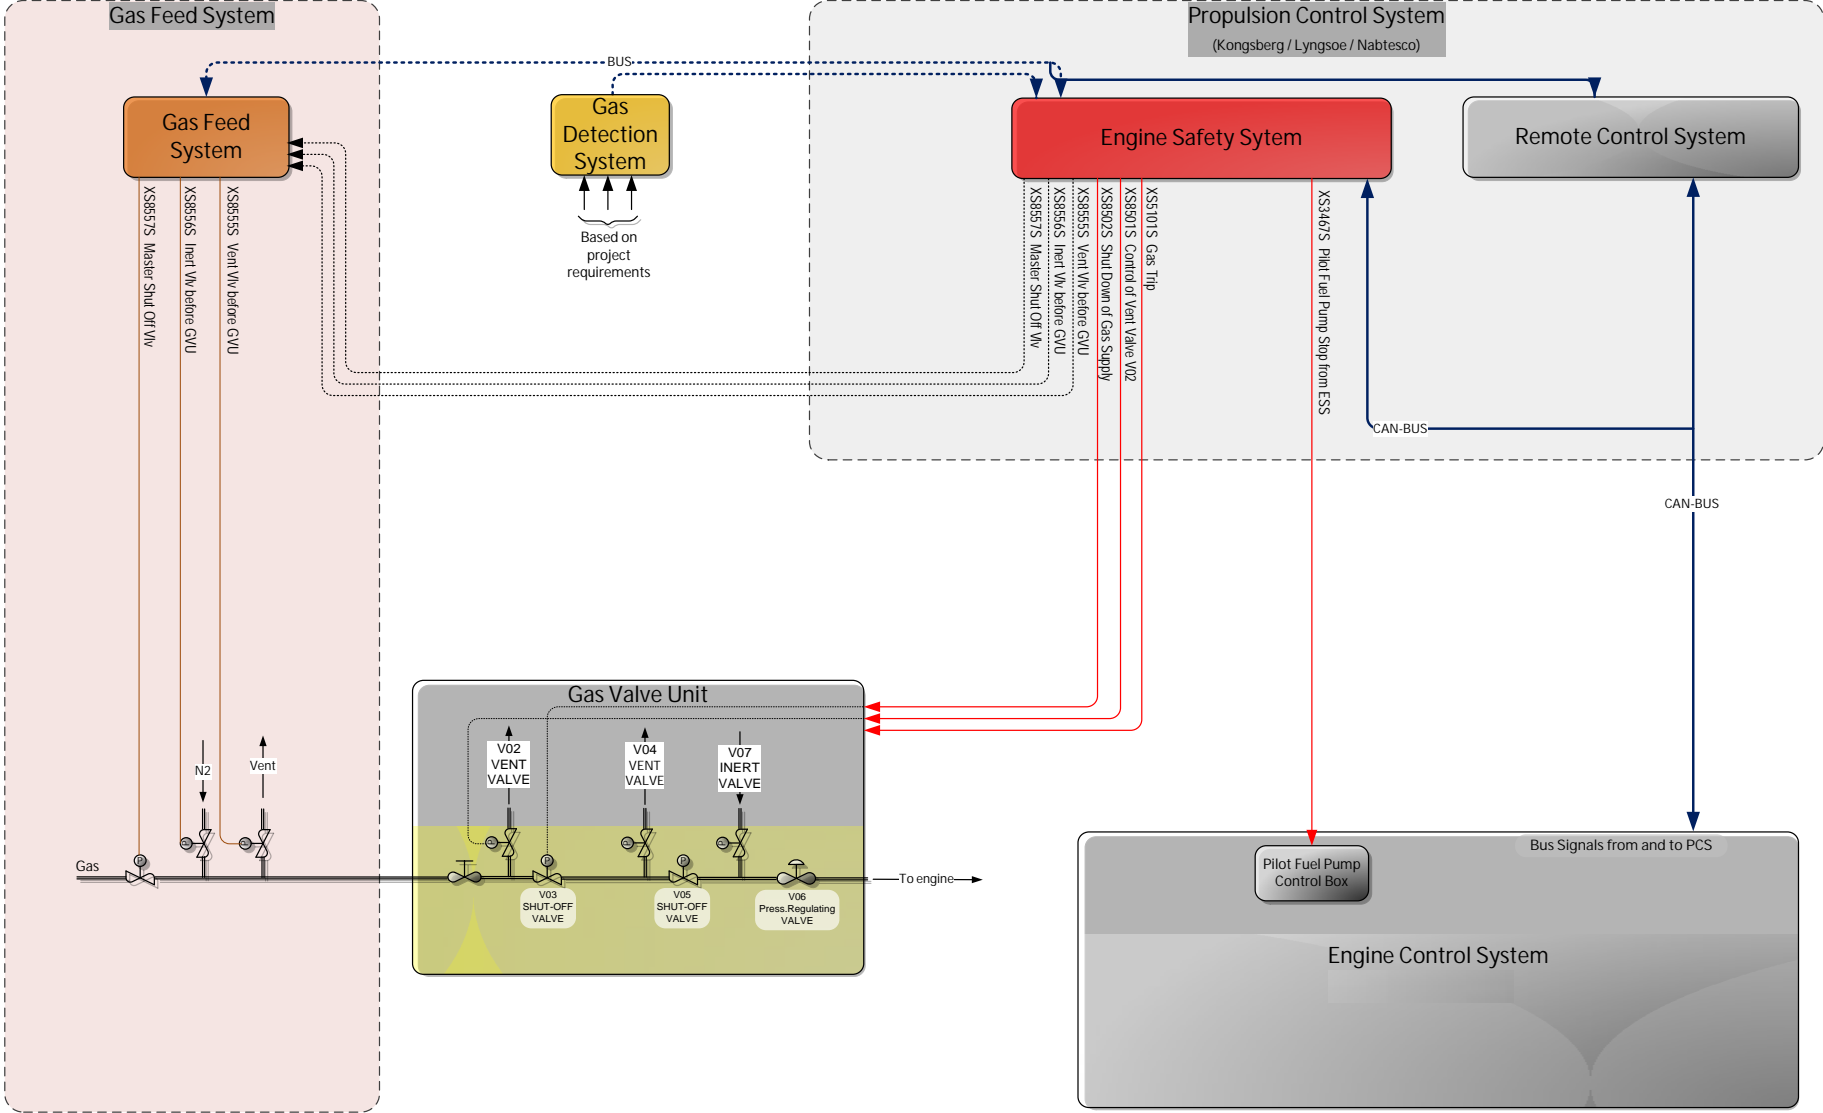 Gas Feed System
Propulsion Control System
(Kongsberg / Lyngsoe / Nabtesco)
BUS
Gas Feed
System
Gas
Detection
System
Engine Safety Sytem
Remote Control System
Based on
project
requirements
XS8557S Master Shut Off Vlv
XS8556S Inert Vlv before GVU
XS8555S Vent Vlv before GVU
XS8557S Master Shut Off Vlv
XS8556S Inert Vlv before GVU
XS8555S Vent Vlv before GVU
XS8502S Shut Down of Gas Supply
XS8501S Control of Vent Valve V02
XS5101S Gas Trip
XS3467S Pilot Fuel Pump Stop from ESS
CAN-BUS
CAN-BUS
Gas Valve Unit
V02
VENT
VALVE
V04
VENT
VALVE
V07
INERT
VALVE
N2
Vent
P
P
P
P
P
P
P
P
Gas
To engine
V03
SHUT-OFF
VALVE
V05
SHUT-OFF
VALVE
V06
Press.Regulating
VALVE
Bus Signals from and to PCS
Pilot Fuel Pump
Control Box
Engine Control System